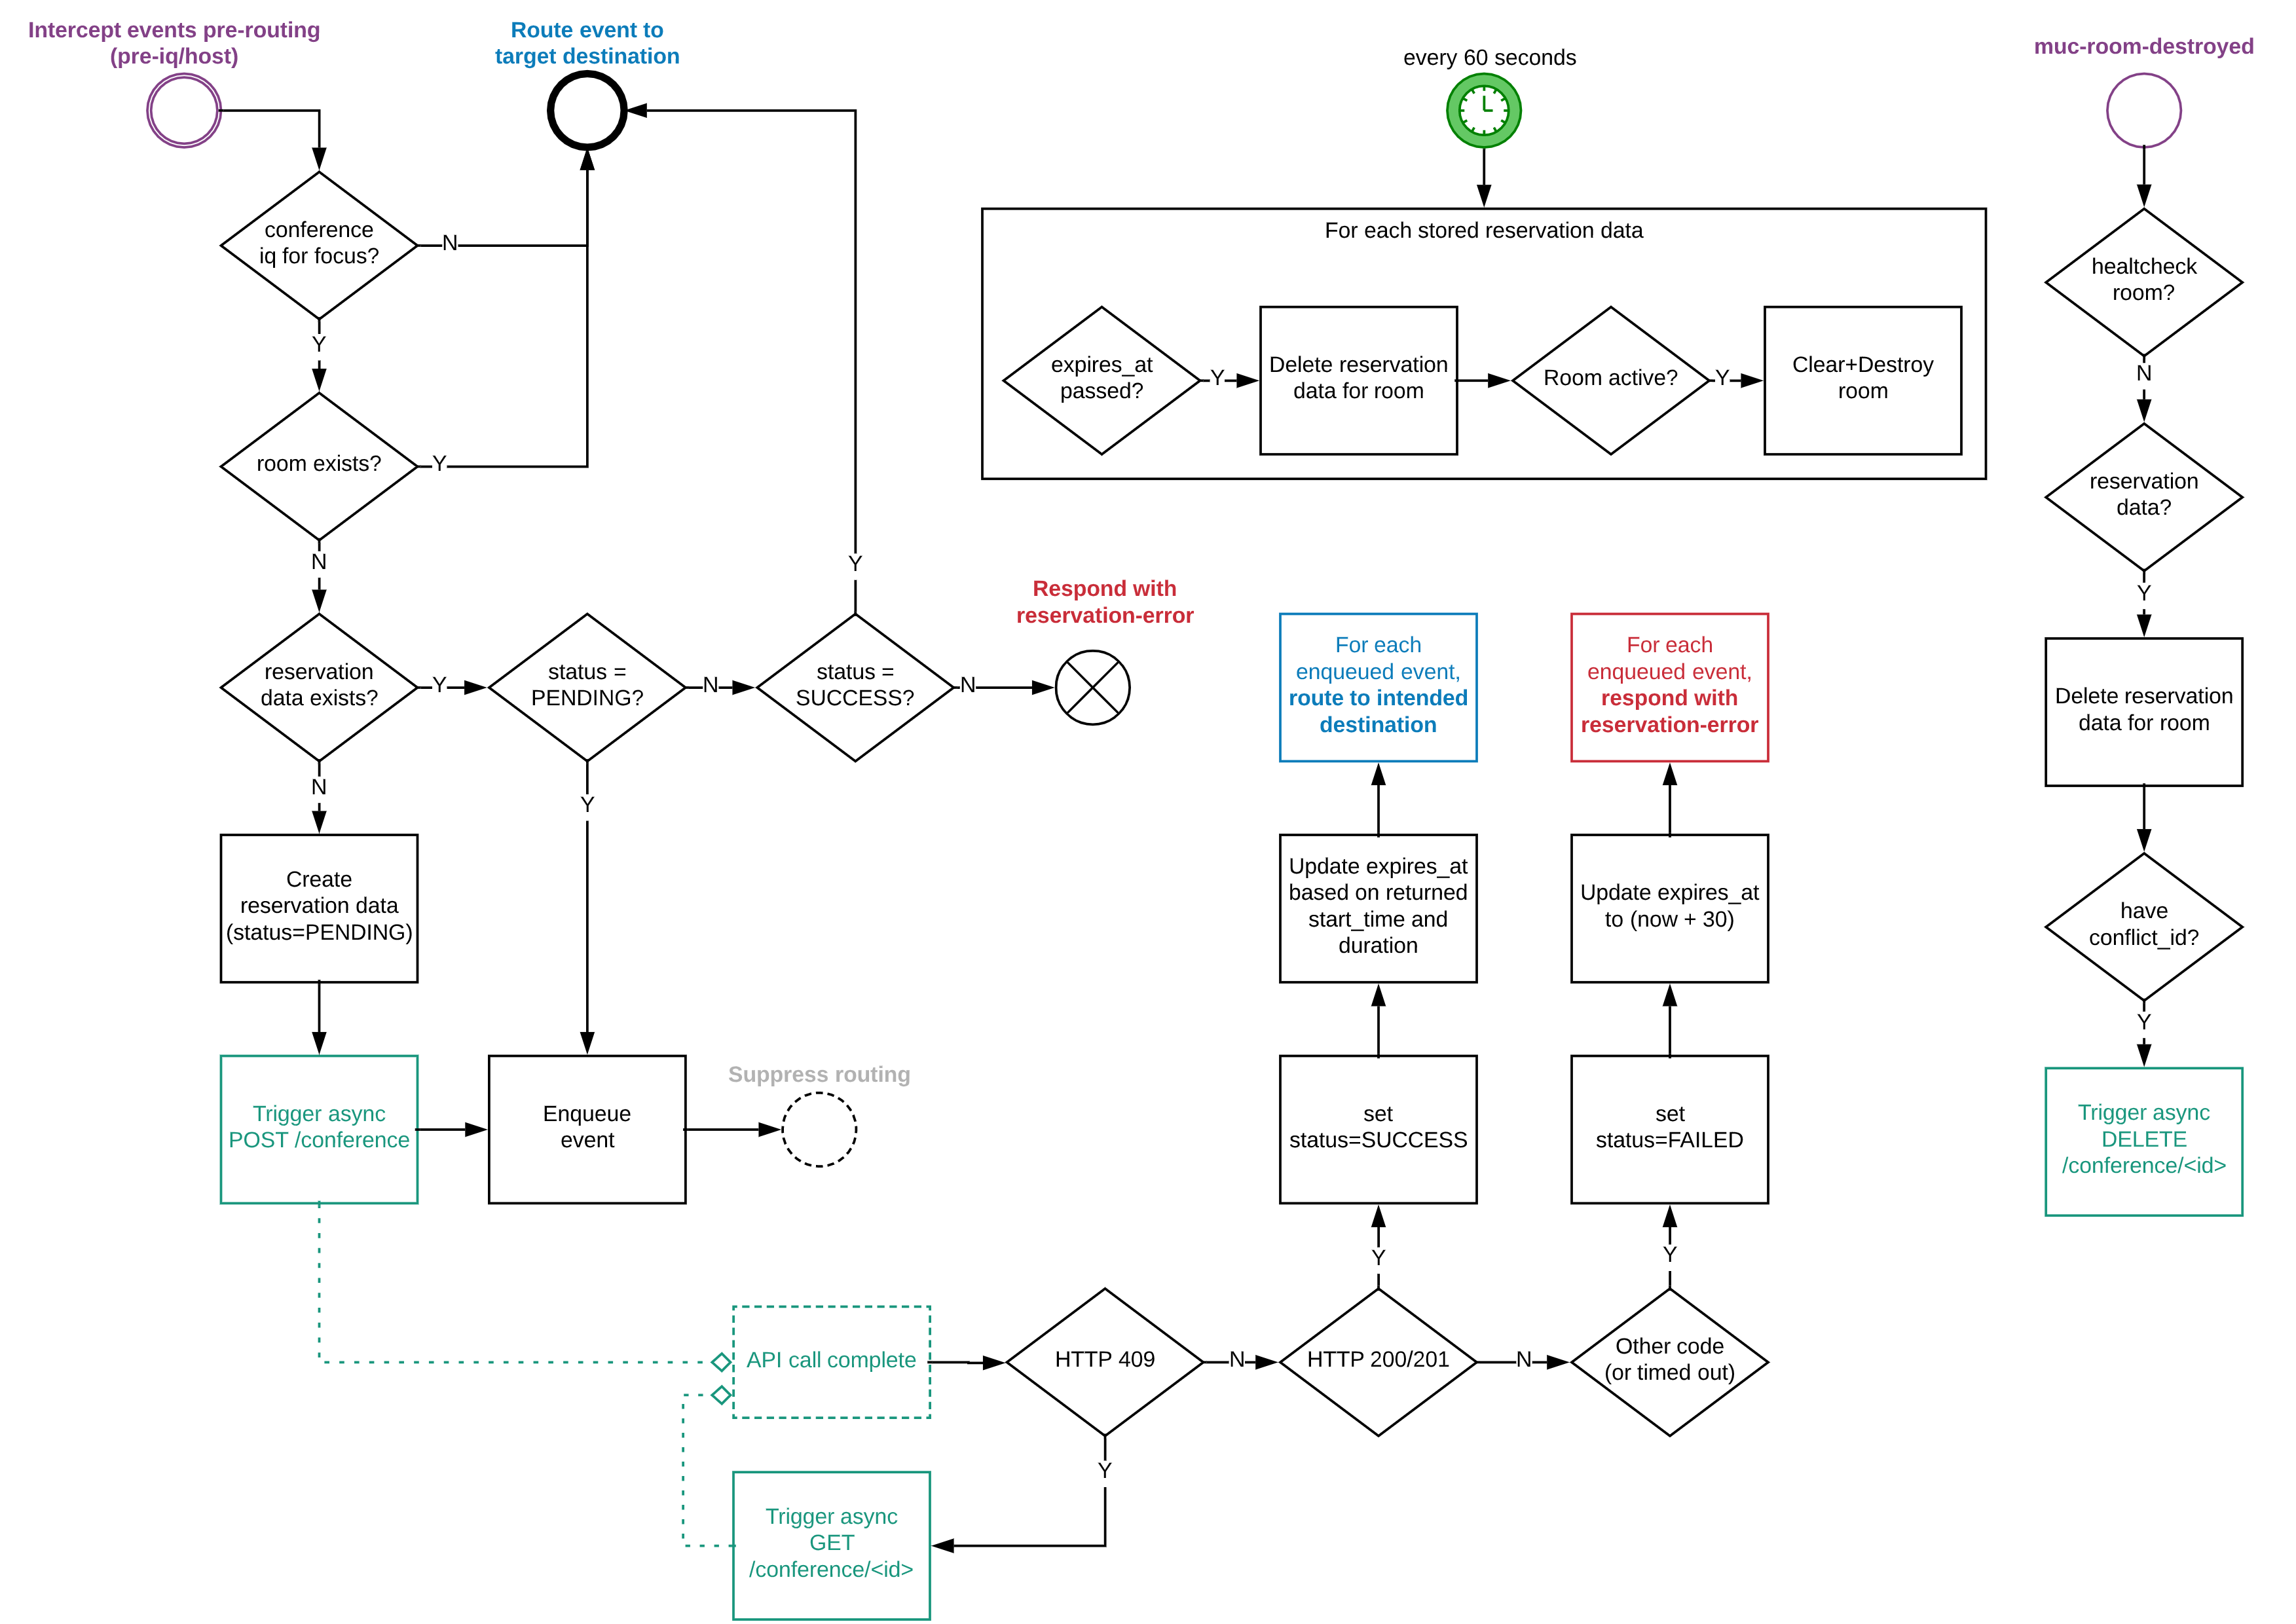 Intercept events pre-routing
(pre-iq/host)
Route event to
target destination
every 60 seconds
muc-room-destroyed
conference
iq for focus?
N
Y
room exists?
Y
N
For each stored reservation data
expires_at
passed?
Y
Delete reservation
data for room
Room active?
Y
Clear+Destroy
room
healtcheck
room?
N
reservation
data?
Y
Delete reservation
data for room
have
conflict_id?
Y
Trigger async
DELETE
/conference/<id>
reservation
data exists?
Y
N
status =
PENDING?
N
Y
status =
SUCCESS?
Y
N
Respond with
reservation-error
Create
reservation data
(status=PENDING)
Trigger async
POST /conference
Enqueue
event
Suppress routing
For each
enqueued event,
route to intended
destination
For each
enqueued event,
respond with
reservation-error
Update expires_at
based on returned
start_time and
duration
Update expires_at
to (now + 30)
set
status=SUCCESS
set
status=FAILED
Y
Y
API call complete
HTTP 409
N
HTTP 200/201
N
Other code
(or timed out)
Y
Trigger async
GET
/conference/<id>